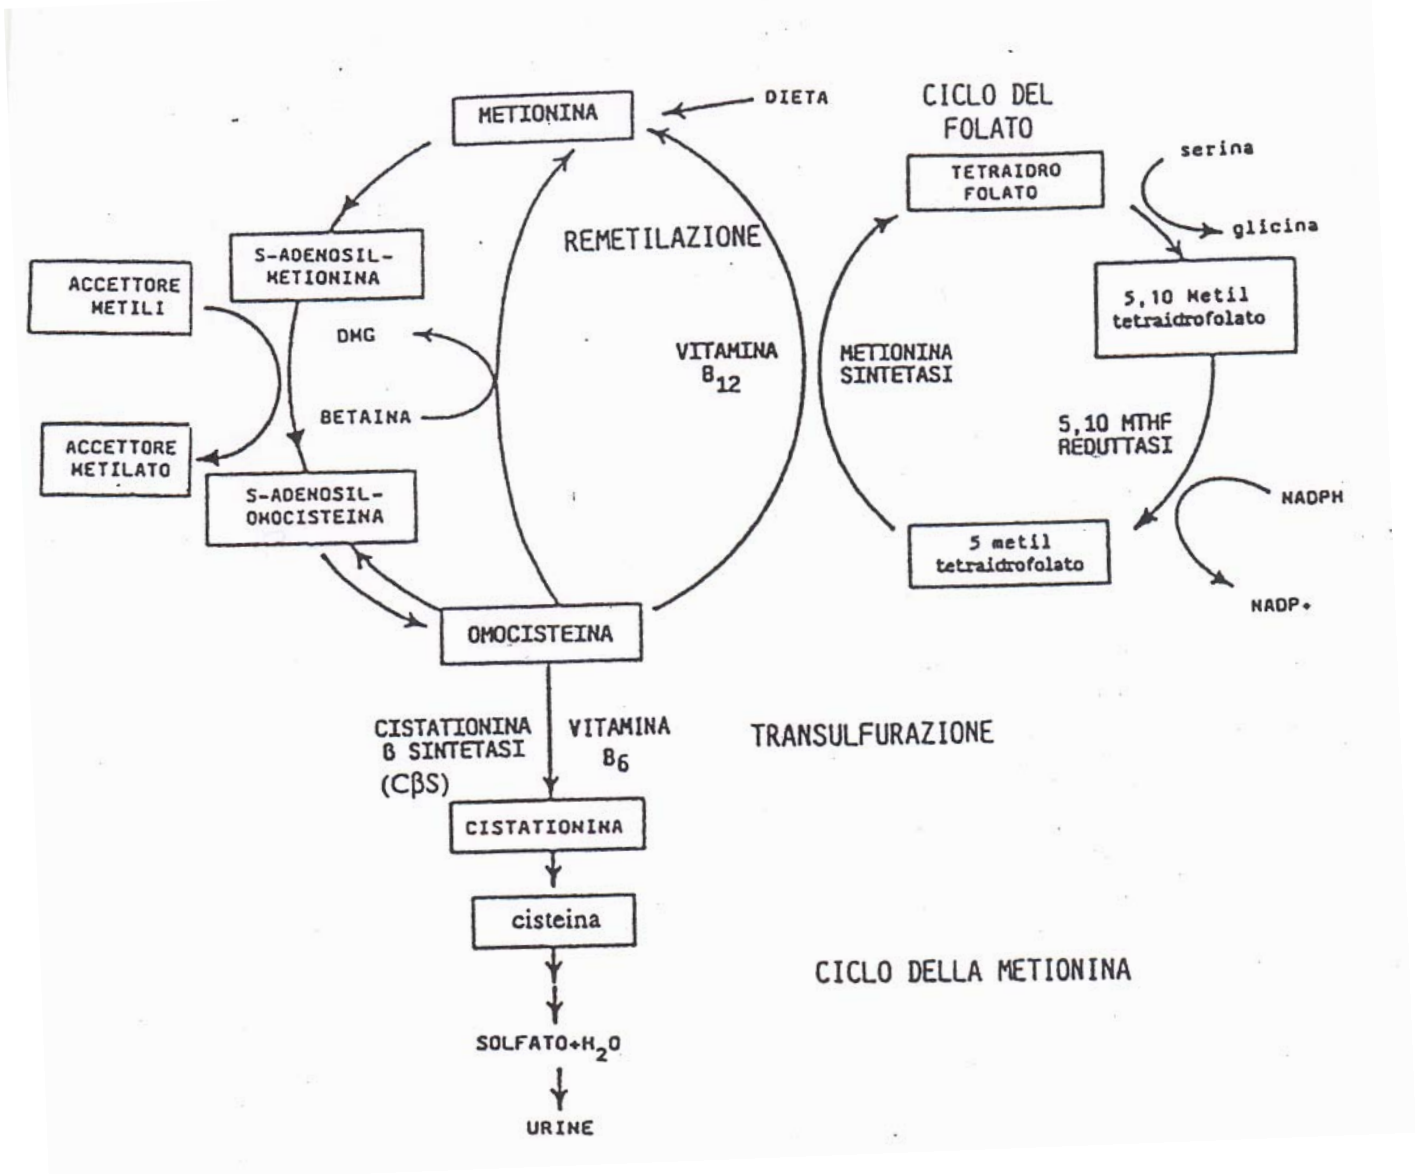 METIONINA
DIETA
CICLO DEL
FOLATO
TETRAIDRO
FOLATO
serina
glicina
S-ADENOSIL-
METIONINA
ACCETTORE
METILI
REMETILAZIONE
5,10 Metil
tetraidrofolato
DMG
VITAMINA
B12
METIONINA
SINTETASI
BETAINA
5,10 MTHF
REDUTTASI
ACCETTORE
METILATO
S-ADENOSIL-
OMOCISTEINA
NADPH
5 metil
tetraidrofolato
NADP+
OMOCISTEINA
CISTATIONINA
β SINTETASI
(CβS)
VITAMINA
B6
TRANSULFURAZIONE
CISTATIONINA
cisteina
CICLO DELLA METIONINA
SOLFATO+H2O
URINE